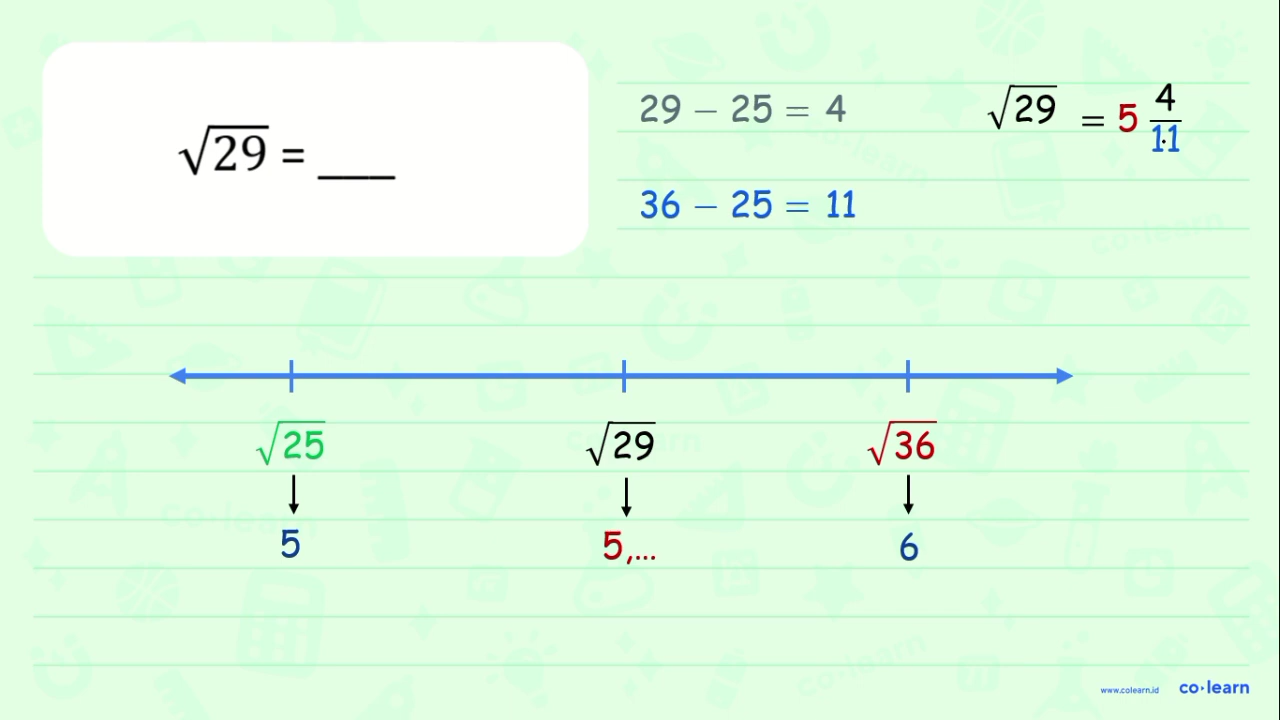 √29 = ___
29 − 25 = 4
√29 = 5 4/11
36 − 25 = 11
√25 √29 √36
5 5,... 6
www.colearn.id co·learn